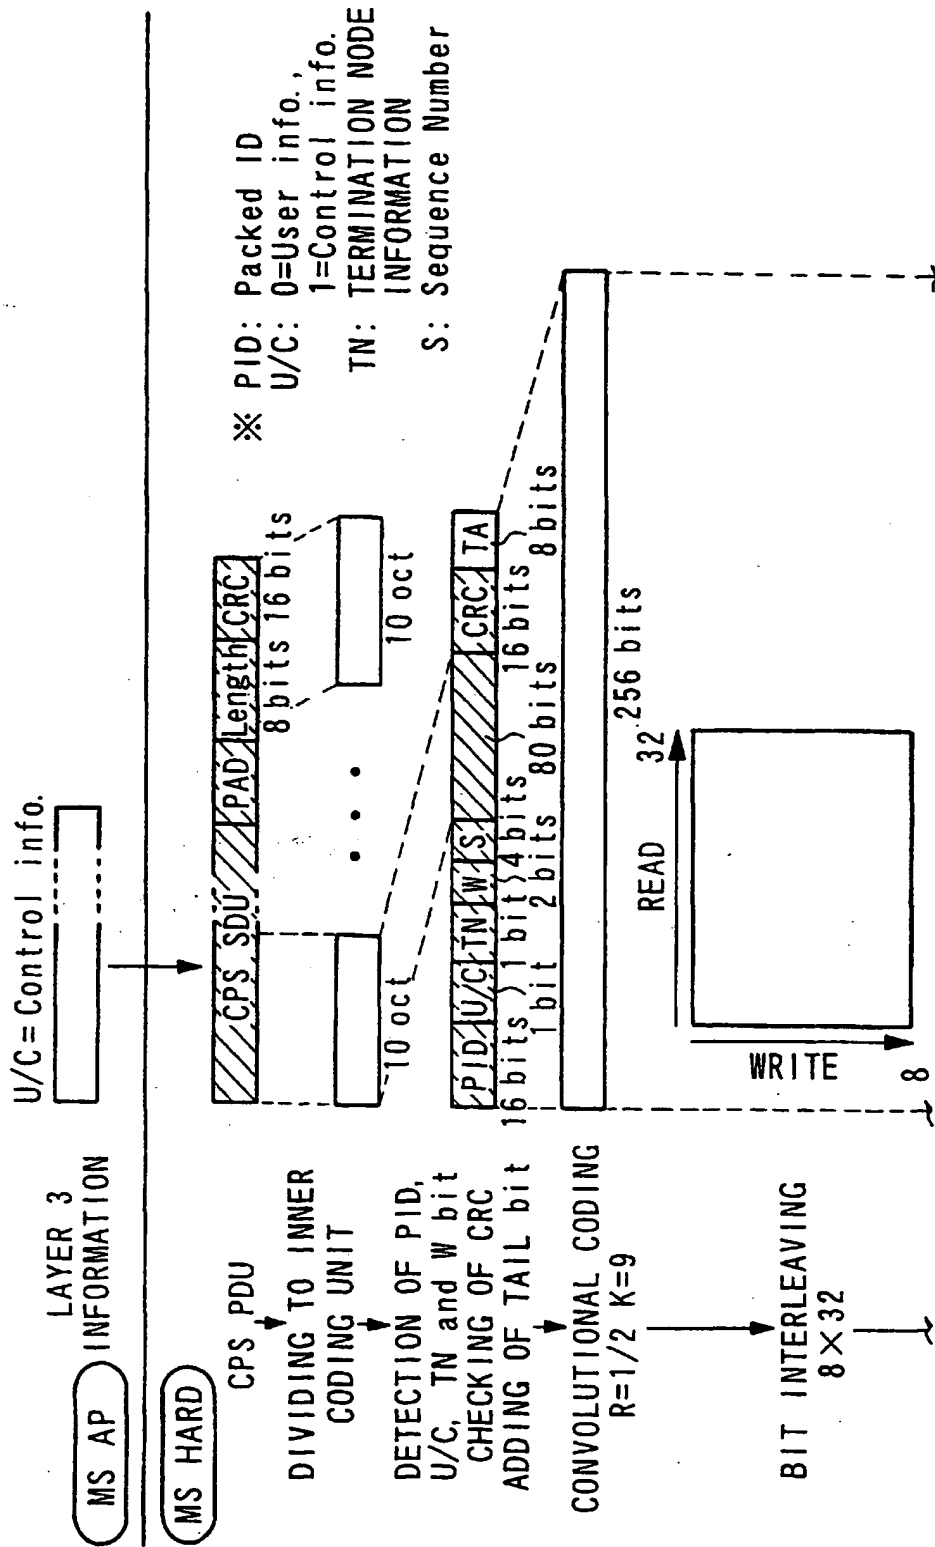 MS AP
LAYER 3
INFORMATION
U/C=Control info.
MS HARD
CPS PDU
CPS SDU PAD Length CRC
8 bits 16 bits
※ PID: Packed ID
U/C: 0=User info.,
1=Control info.
TN: TERMINATION NODE
INFORMATION
S: Sequence Number
DIVIDING TO INNER
CODING UNIT
10 oct
10 oct
DETECTION OF PID,
U/C, TN and W bit
CHECKING OF CRC
ADDING OF TAIL bit
PID U/C TN W S CRC TA
16 bits 1 bit 1 bit 2 bits 4 bits 80 bits 16 bits 8 bits
CONVOLUTIONAL CODING
R=1/2 K=9
256 bits
BIT INTERLEAVING
8×32
READ 32
WRITE
8